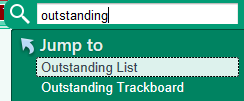 outstanding
Jump to
Outstanding List
Outstanding Trackboard